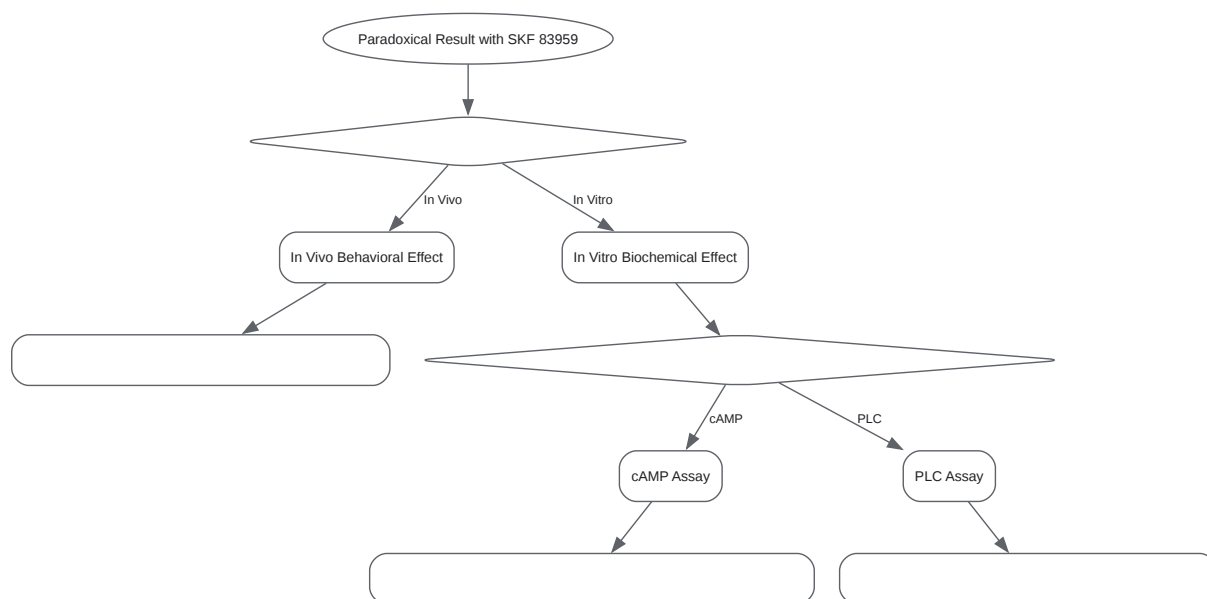 Paradoxical Result with SKF 83959
In Vivo
In Vitro
In Vivo Behavioral Effect
In Vitro Biochemical Effect
cAMP
PLC
cAMP Assay
PLC Assay